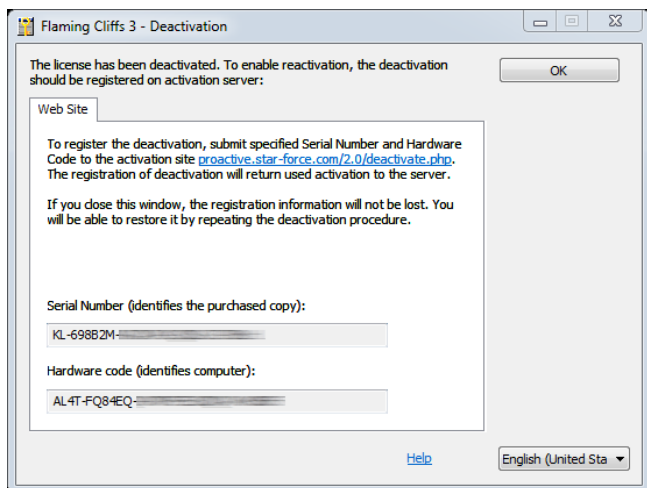 Flaming Cliffs 3 - Deactivation
The license has been deactivated. To enable reactivation, the deactivation
should be registered on activation server:
OK
Web Site
To register the deactivation, submit specified Serial Number and Hardware
Code to the activation site proactive.star-force.com/2.0/deactivate.php.
The registration of deactivation will return used activation to the server.
If you close this window, the registration information will not be lost. You
will be able to restore it by repeating the deactivation procedure.
Serial Number (identifies the purchased copy):
KL-698B2M-
Hardware code (identifies computer):
AL4T-FQ84EQ-
Help
English (United Sta